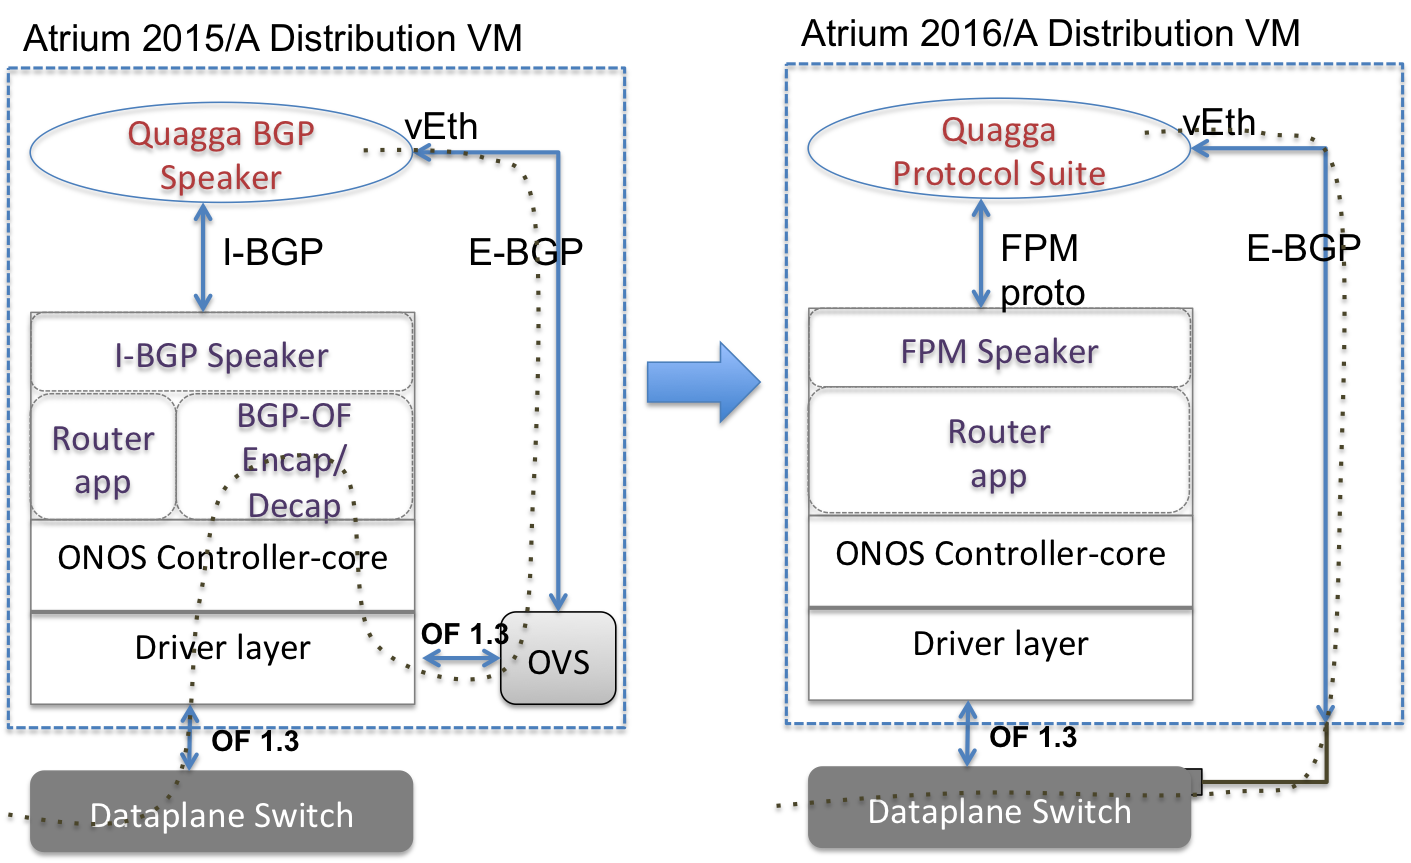 Atrium 2015/A Distribution VM
Quagga BGP
Speaker
vEth
I-BGP
E-BGP
I-BGP Speaker
Router
app
BGP-OF
Encap/
Decap
ONOS Controller-core
Driver layer
OF 1.3
OVS
OF 1.3
Dataplane Switch
Atrium 2016/A Distribution VM
Quagga
Protocol Suite
vEth
FPM
proto
E-BGP
FPM Speaker
Router
app
ONOS Controller-core
Driver layer
OF 1.3
Dataplane Switch